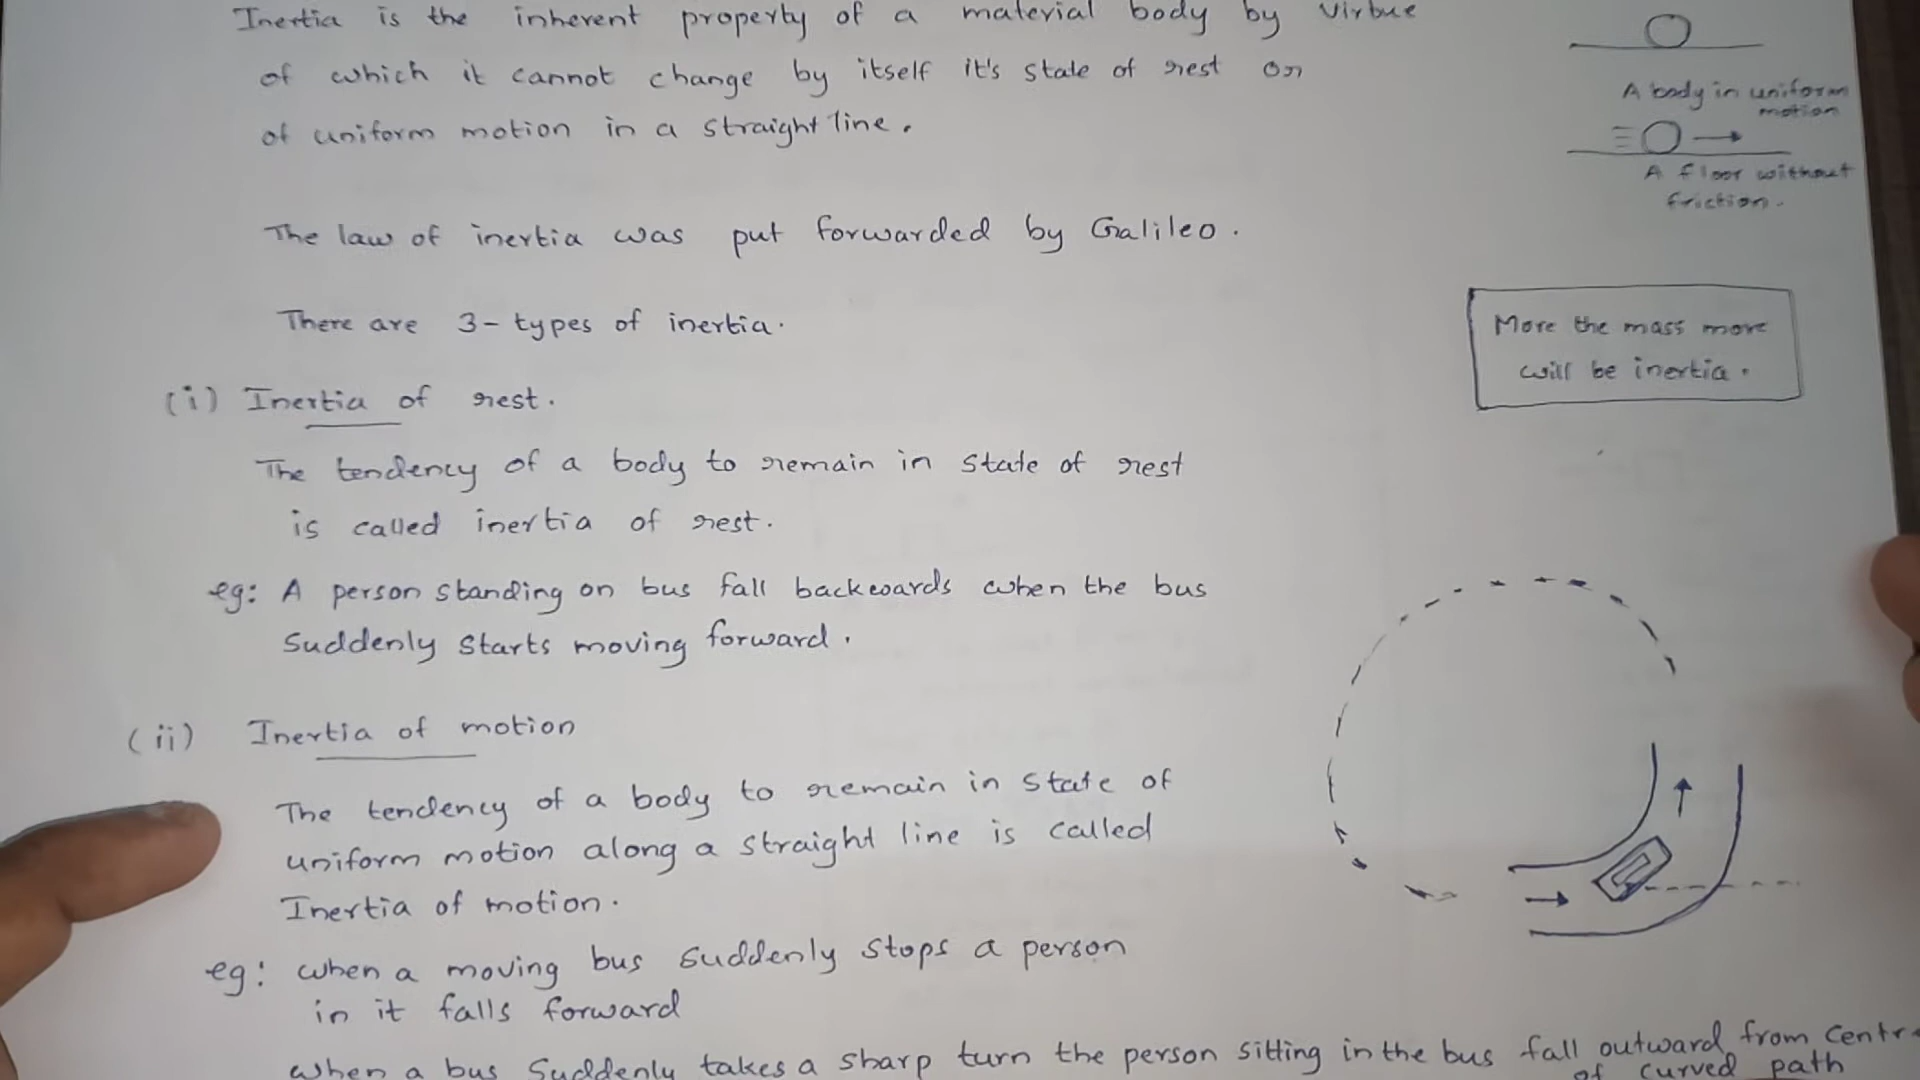 Inertia is the inherent property of a material body by virtue
of which it cannot change by itself it's state of rest or
of uniform motion in a straight line.
A body in uniform
motion
A floor without
friction.
The law of inertia was put forwarded by Galileo.
There are 3-types of inertia.
More the mass more
will be inertia.
(i) Inertia of rest.
The tendency of a body to remain in state of rest
is called inertia of rest.
eg: A person standing on bus fall backwards when the bus
suddenly starts moving forward.
(ii) Inertia of motion
The tendency of a body to remain in state of
uniform motion along a straight line is called
Inertia of motion.
eg: when a moving bus suddenly stops a person
in it falls forward
when a bus suddenly takes a sharp turn the person sitting in the bus fall outward from centre
of curved path